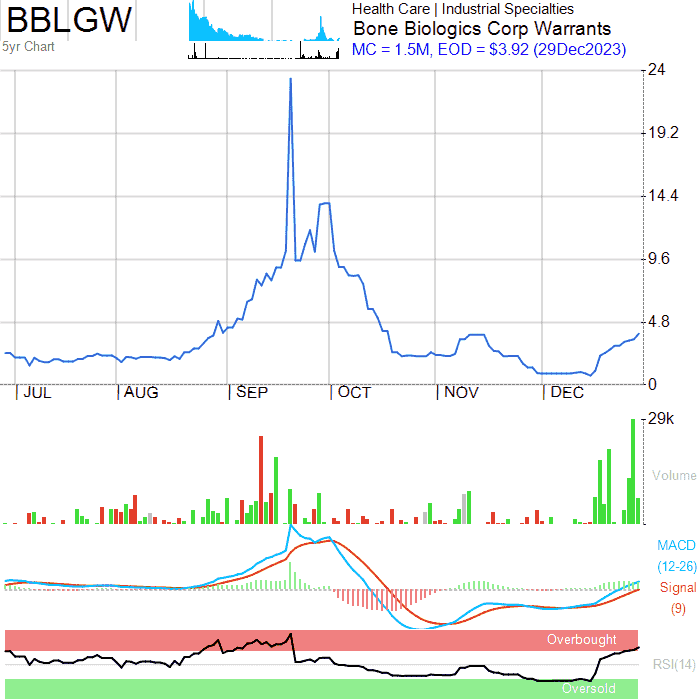 BBLGW
5yr Chart
Health Care | Industrial Specialties
Bone Biologics Corp Warrants
MC = 1.5M, EOD = $3.92 (29Dec2023)
24
19.2
14.4
9.6
4.8
0
JUL AUG SEP OCT NOV DEC
29k
Volume
MACD
(12-26)
Signal
(9)
Overbought
RSI(14)
Oversold